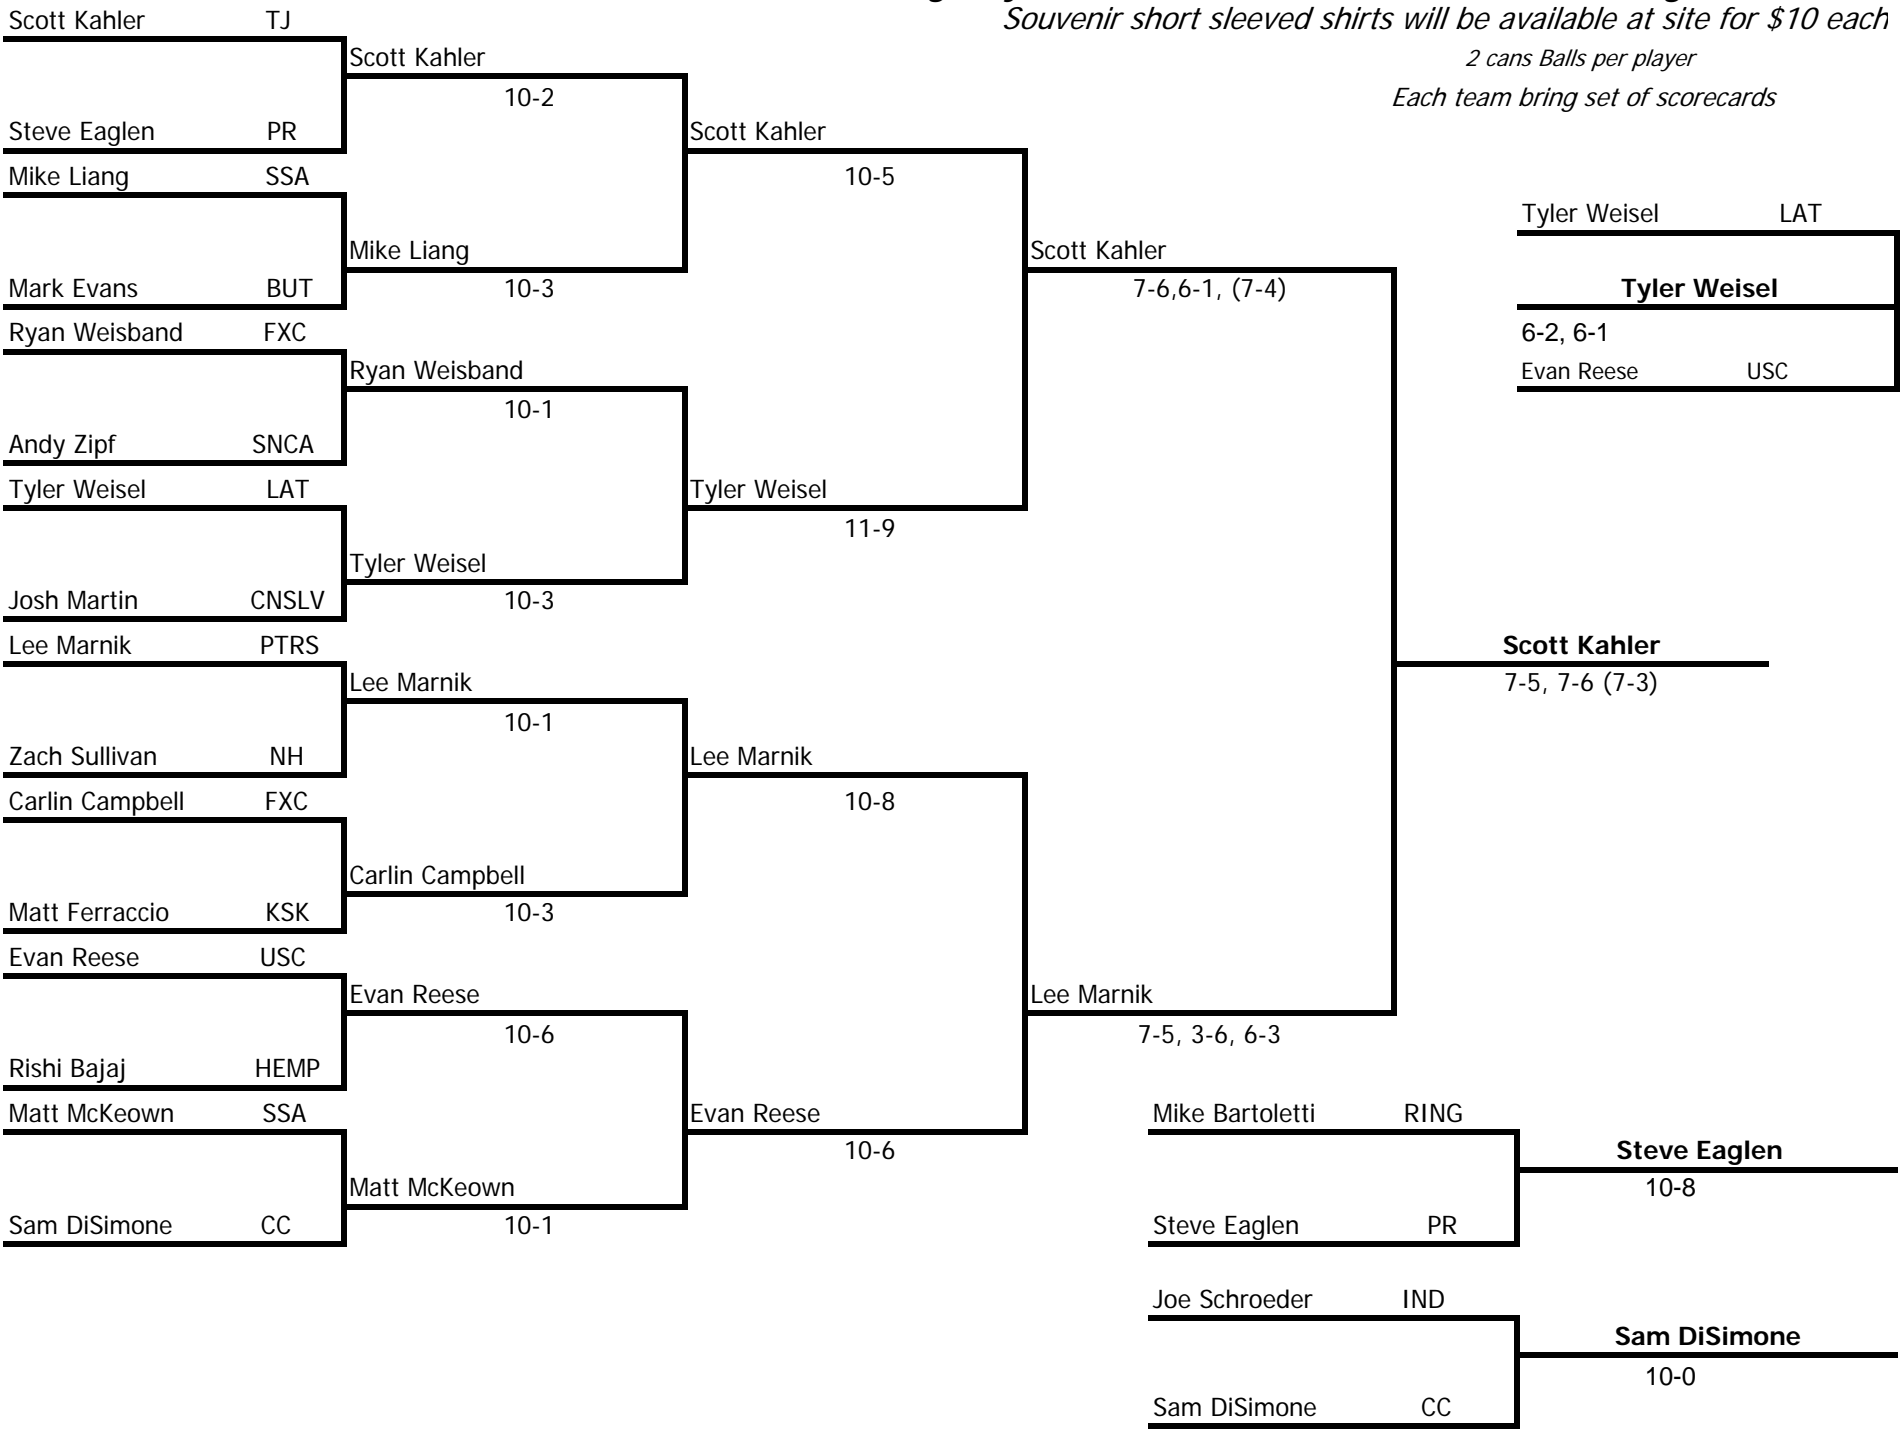 Souvenir short sleeved shirts will be available at site for $10 each
2 cans Balls per player
Each team bring set of scorecards
Scott Kahler TJ
Scott Kahler
10-2
Steve Eaglen PR
Scott Kahler
Mike Liang SSA
10-5
Mike Liang
10-3
Mark Evans BUT
Scott Kahler
7-6,6-1, (7-4)
Ryan Weisband FXC
Ryan Weisband
10-1
Andy Zipf SNCA
Tyler Weisel LAT
Tyler Weisel
11-9
Tyler Weisel
10-3
Josh Martin CNSLV
Tyler Weisel LAT
Tyler Weisel
6-2, 6-1
Evan Reese USC
Lee Marnik PTRS
Lee Marnik
10-1
Zach Sullivan NH
Lee Marnik
Carlin Campbell FXC
10-8
Carlin Campbell
10-3
Matt Ferraccio KSK
Scott Kahler
7-5, 7-6 (7-3)
Evan Reese USC
Evan Reese
10-6
Rishi Bajaj HEMP
Lee Marnik
7-5, 3-6, 6-3
Matt McKeown SSA
Evan Reese
10-6
Matt McKeown
10-1
Sam DiSimone CC
Mike Bartoletti RING
Steve Eaglen
10-8
Steve Eaglen PR
Joe Schroeder IND
Sam DiSimone
10-0
Sam DiSimone CC